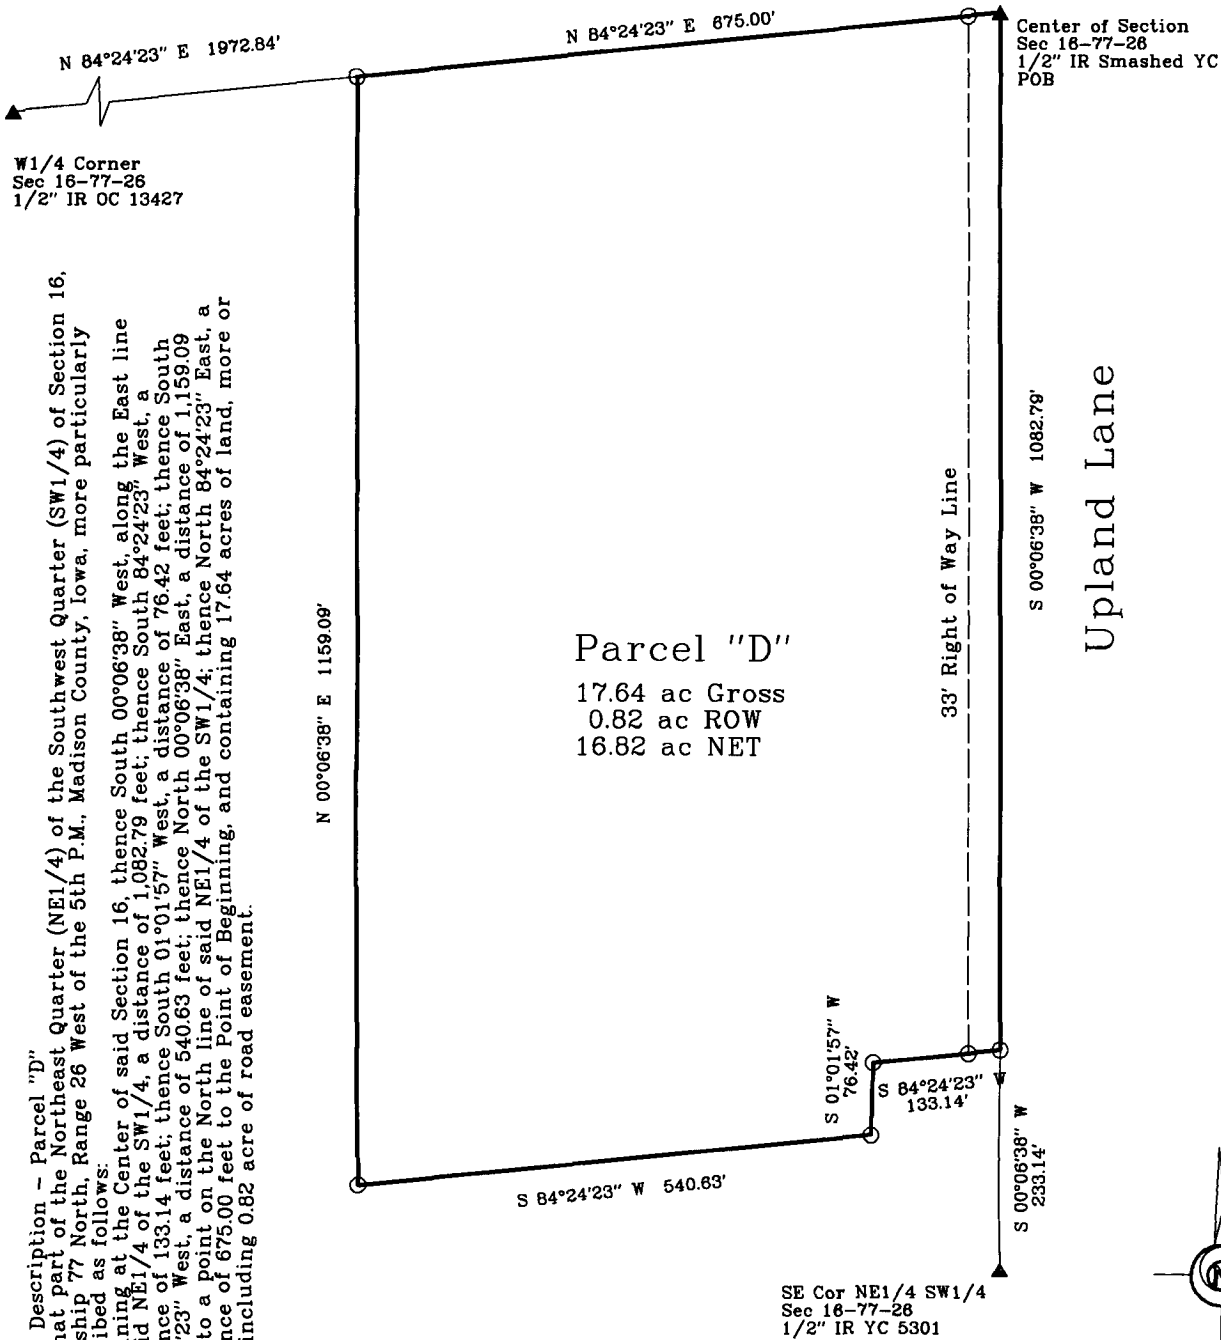 N 84°24'23" E 1972.84'
N 84°24'23" E 675.00'
Center of Section
Sec 16-77-26
1/2" IR Smashed YC
POB
W1/4 Corner
Sec 16-77-26
1/2" IR OC 13427
Description - Parcel "D"
hat part of the Northeast Quarter (NE1/4) of the Southwest Quarter (SW1/4) of Section 16,
ship 77 North, Range 26 West of the 5th P.M., Madison County, Iowa, more particularly
ibed as follows:
ning at the Center of said Section 16, thence South 00°06'38" West, along the East line
id NE1/4 of the SW1/4, a distance of 1,082.79 feet; thence South 84°24'23" West, a
nce of 133.14 feet; thence South 01°01'57" West, a distance of 76.42 feet; thence South
'23" West, a distance of 540.63 feet; thence North 00°06'38" East, a distance of 1,159.09
to a point on the North line of said NE1/4 of the SW1/4; thence North 84°24'23" East, a
nce of 675.00 feet to the Point of Beginning, and containing 17.64 acres of land, more or
including 0.82 acre of road easement.
N 00°06'38" E 1159.09'
Parcel "D"
17.64 ac Gross
0.82 ac ROW
16.82 ac NET
33' Right of Way Line
S 00°06'38" W 1082.79'
Upland Lane
S 01°01'57" W
76.42'
S 84°24'23" W
133.14'
S 84°24'23" W 540.63'
S 00°06'38" W
233.14'
SE Cor NE1/4 SW1/4
Sec 16-77-26
1/2" IR YC 5301